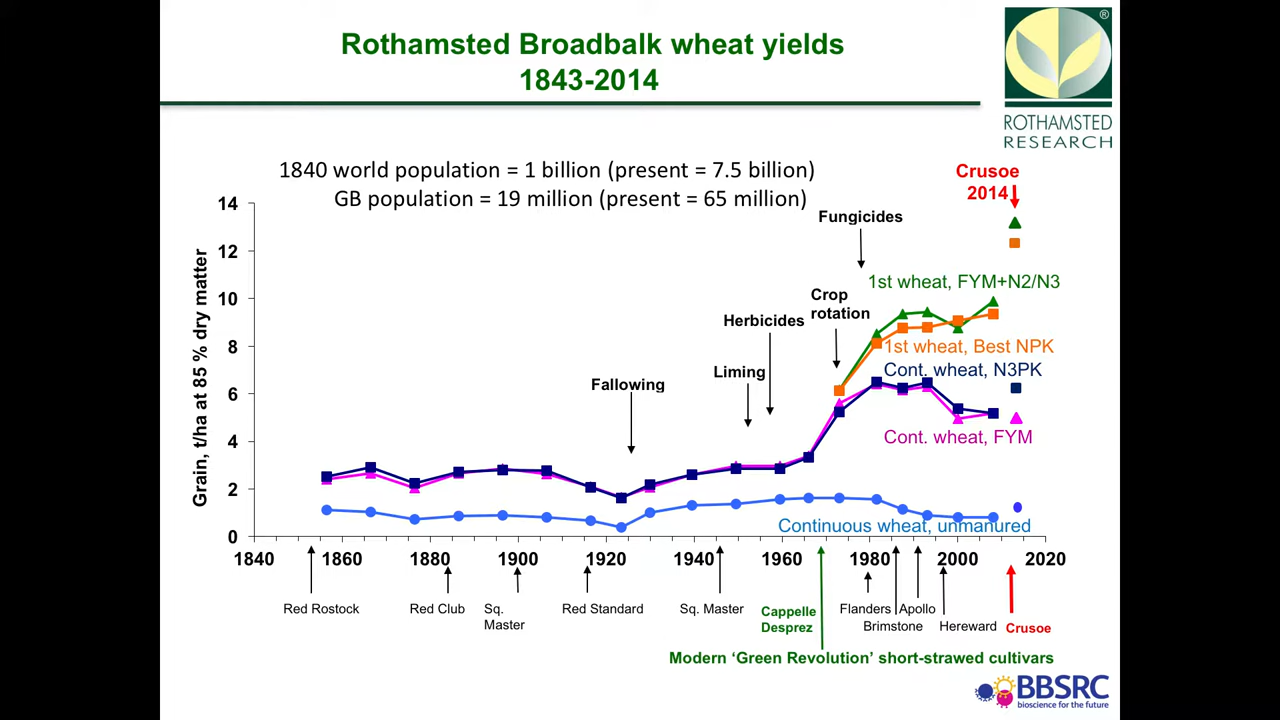 Rothamsted Broadbalk wheat yields
1843-2014
®
ROTHAMSTED
RESEARCH
1840 world population = 1 billion (present = 7.5 billion)
GB population = 19 million (present = 65 million)
Crusoe
2014
Fungicides
1st wheat, FYM+N2/N3
Crop
rotation
Herbicides
1st wheat, Best NPK
Cont. wheat, N3PK
Liming
Fallowing
Cont. wheat, FYM
Continuous wheat, unmanured
Grain, t/ha at 85 % dry matter
14
12
10
8
6
4
2
0
1840 1860 1880 1900 1920 1940 1960 1980 2000 2020
Red Rostock
Red Club
Sq.
Master
Red Standard
Sq. Master
Cappelle
Desprez
Flanders
Apollo
Brimstone
Hereward
Crusoe
Modern ‘Green Revolution’ short-strawed cultivars
BBSRC
bioscience for the future